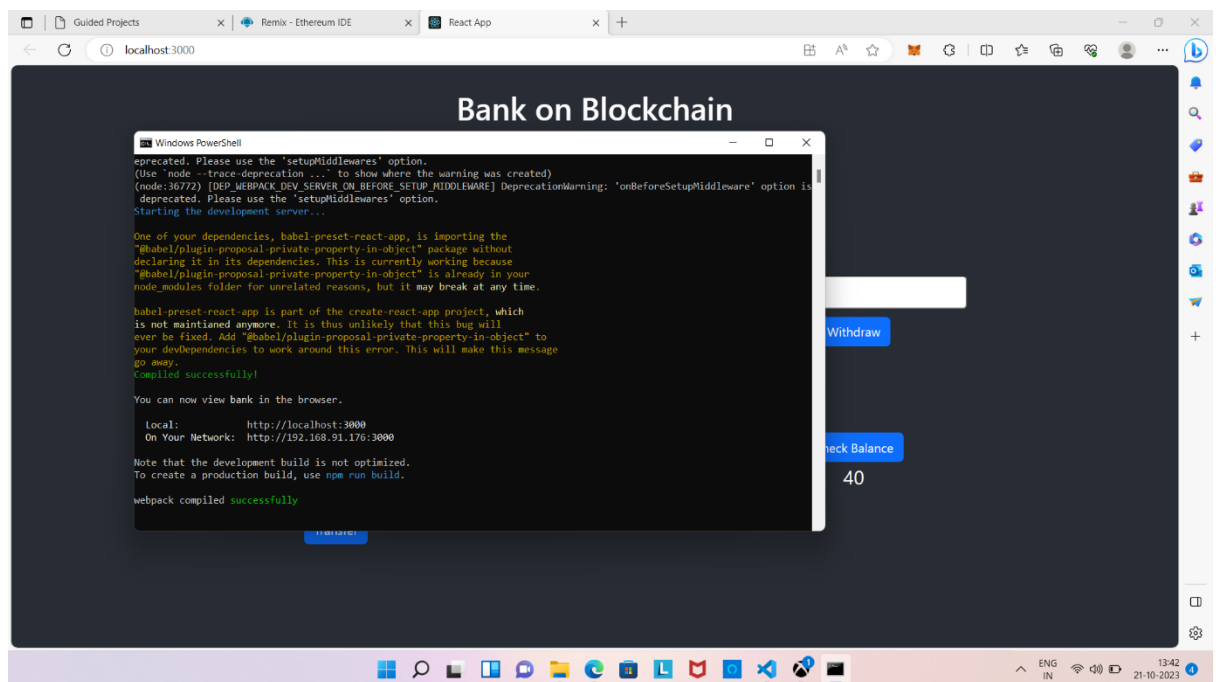 Guided Projects
Remix - Ethereum IDE
React App
localhost:3000
Bank on Blockchain
Windows PowerShell
eprecated. Please use the 'setupMiddlewares' option.
(Use `node --trace-deprecation ...` to show where the warning was created)
(node:36772) [DEP_WEBPACK_DEV_SERVER_ON_BEFORE_SETUP_MIDDLEWARE] DeprecationWarning: 'onBeforeSetupMiddleware' option is
deprecated. Please use the 'setupMiddlewares' option.
Starting the development server...
One of your dependencies, babel-preset-react-app, is importing the
"@babel/plugin-proposal-private-property-in-object" package without
declaring it in its dependencies. This is currently working because
"@babel/plugin-proposal-private-property-in-object" is already in your
node_modules folder for unrelated reasons, but it may break at any time.
babel-preset-react-app is part of the create-react-app project, which
is not maintianed anymore. It is thus unlikely that this bug will
ever be fixed. Add "@babel/plugin-proposal-private-property-in-object" to
your devDependencies to work around this error. This will make this message
go away.
Compiled successfully!
You can now view bank in the browser.
Local: http://localhost:3000
On Your Network: http://192.168.91.176:3000
Note that the development build is not optimized.
To create a production build, use npm run build.
webpack compiled successfully
Withdraw
heck Balance
40
Transfer
ENG
IN
13:42
21-10-2023
4